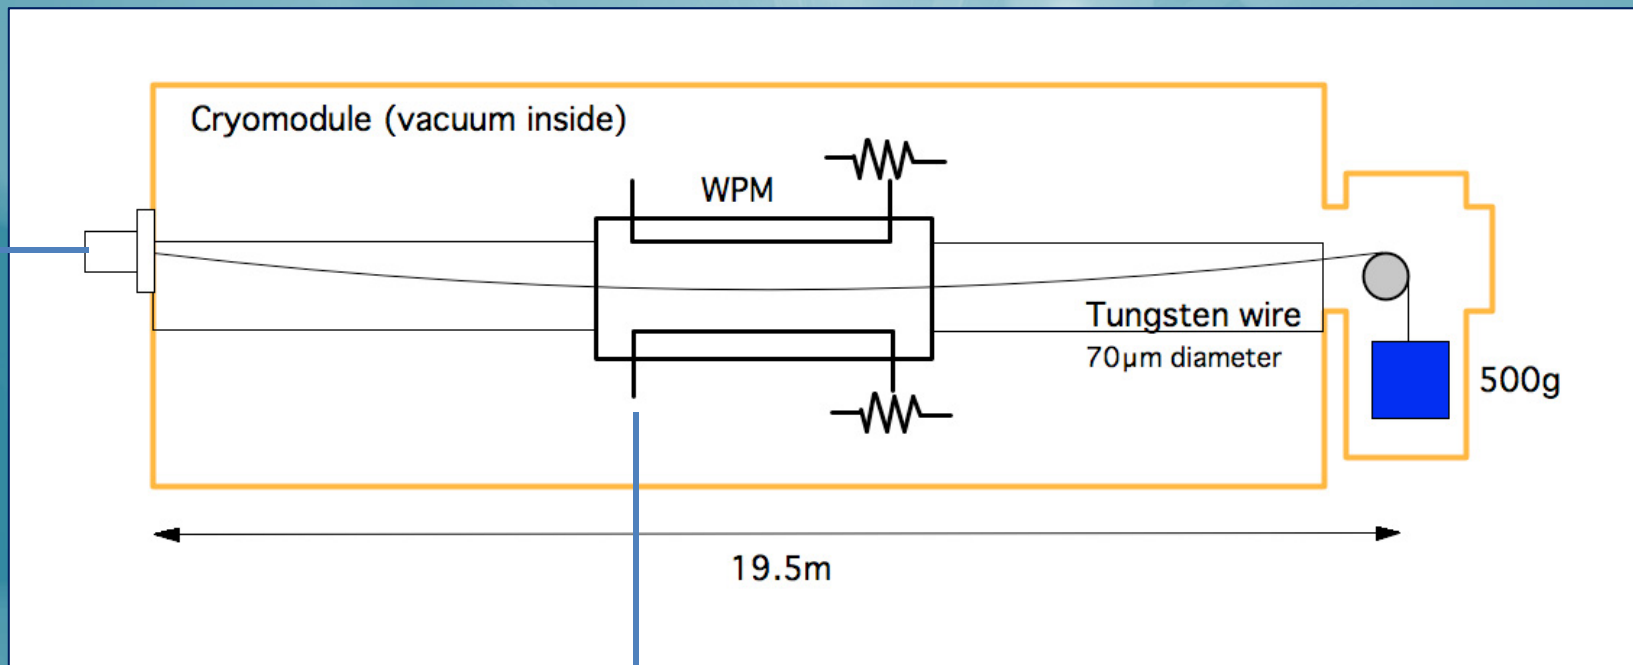 Cryomodule (vacuum inside)
WPM
Tungsten wire
70µm diameter
500g
19.5m